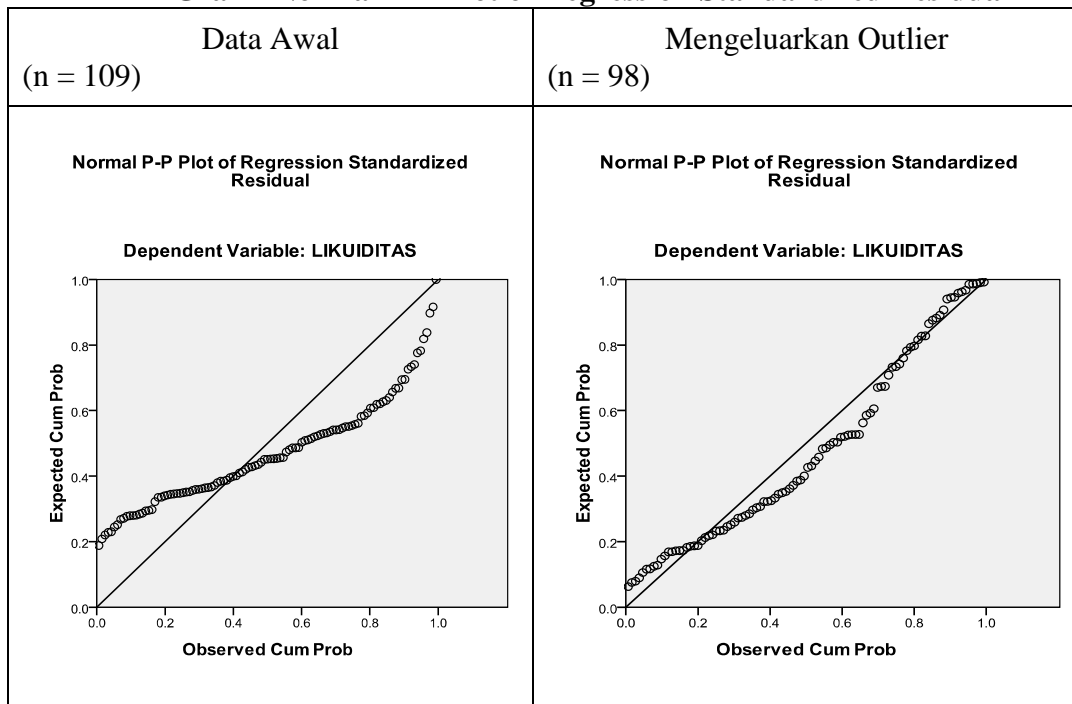 Data Awal
(n = 109)
Mengeluarkan Outlier
(n = 98)
Normal P-P Plot of Regression Standardized
Residual
Dependent Variable: LIKUIDITAS
1.0
0.8
0.6
0.4
0.2
0.0
Expected Cum Prob
0.0 0.2 0.4 0.6 0.8 1.0
Observed Cum Prob
Normal P-P Plot of Regression Standardized
Residual
Dependent Variable: LIKUIDITAS
1.0
0.8
0.6
0.4
0.2
0.0
Expected Cum Prob
0.0 0.2 0.4 0.6 0.8 1.0
Observed Cum Prob